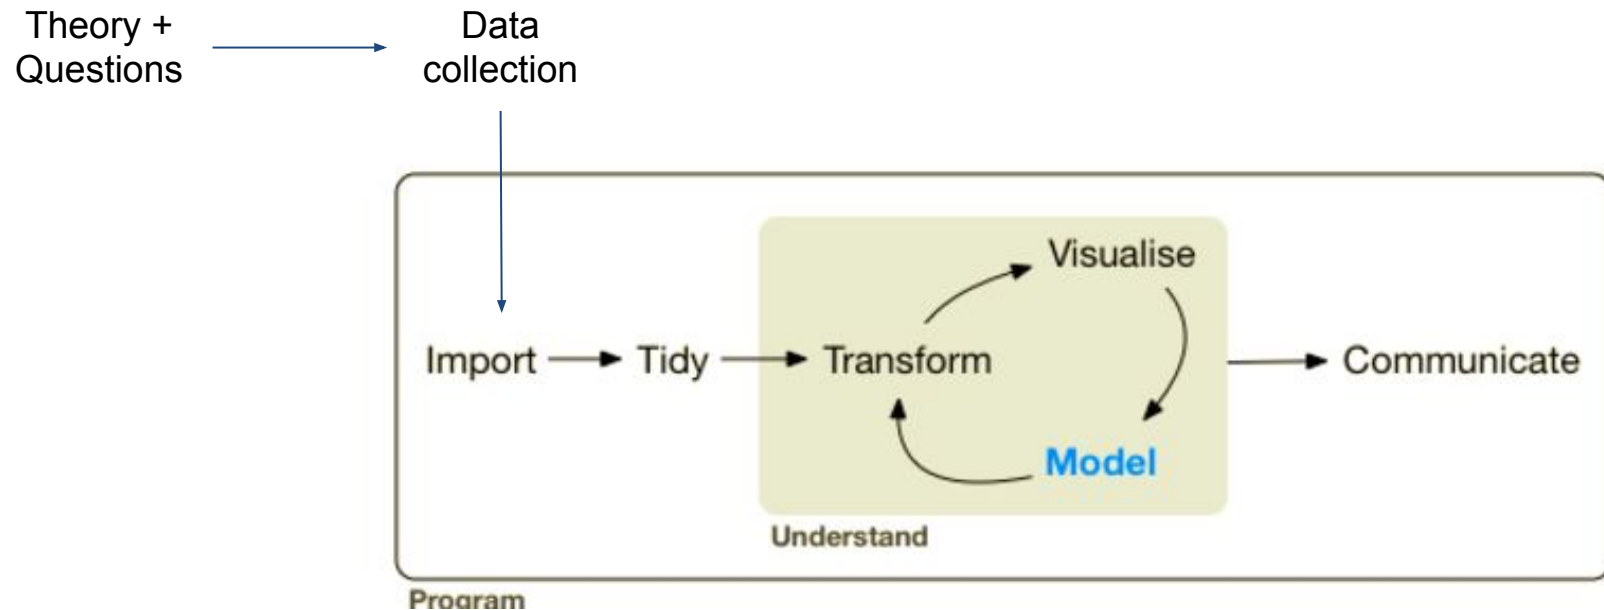 Theory +
Questions
Data
collection
Visualise
Import
Tidy
Transform
Communicate
Model
Understand
Program